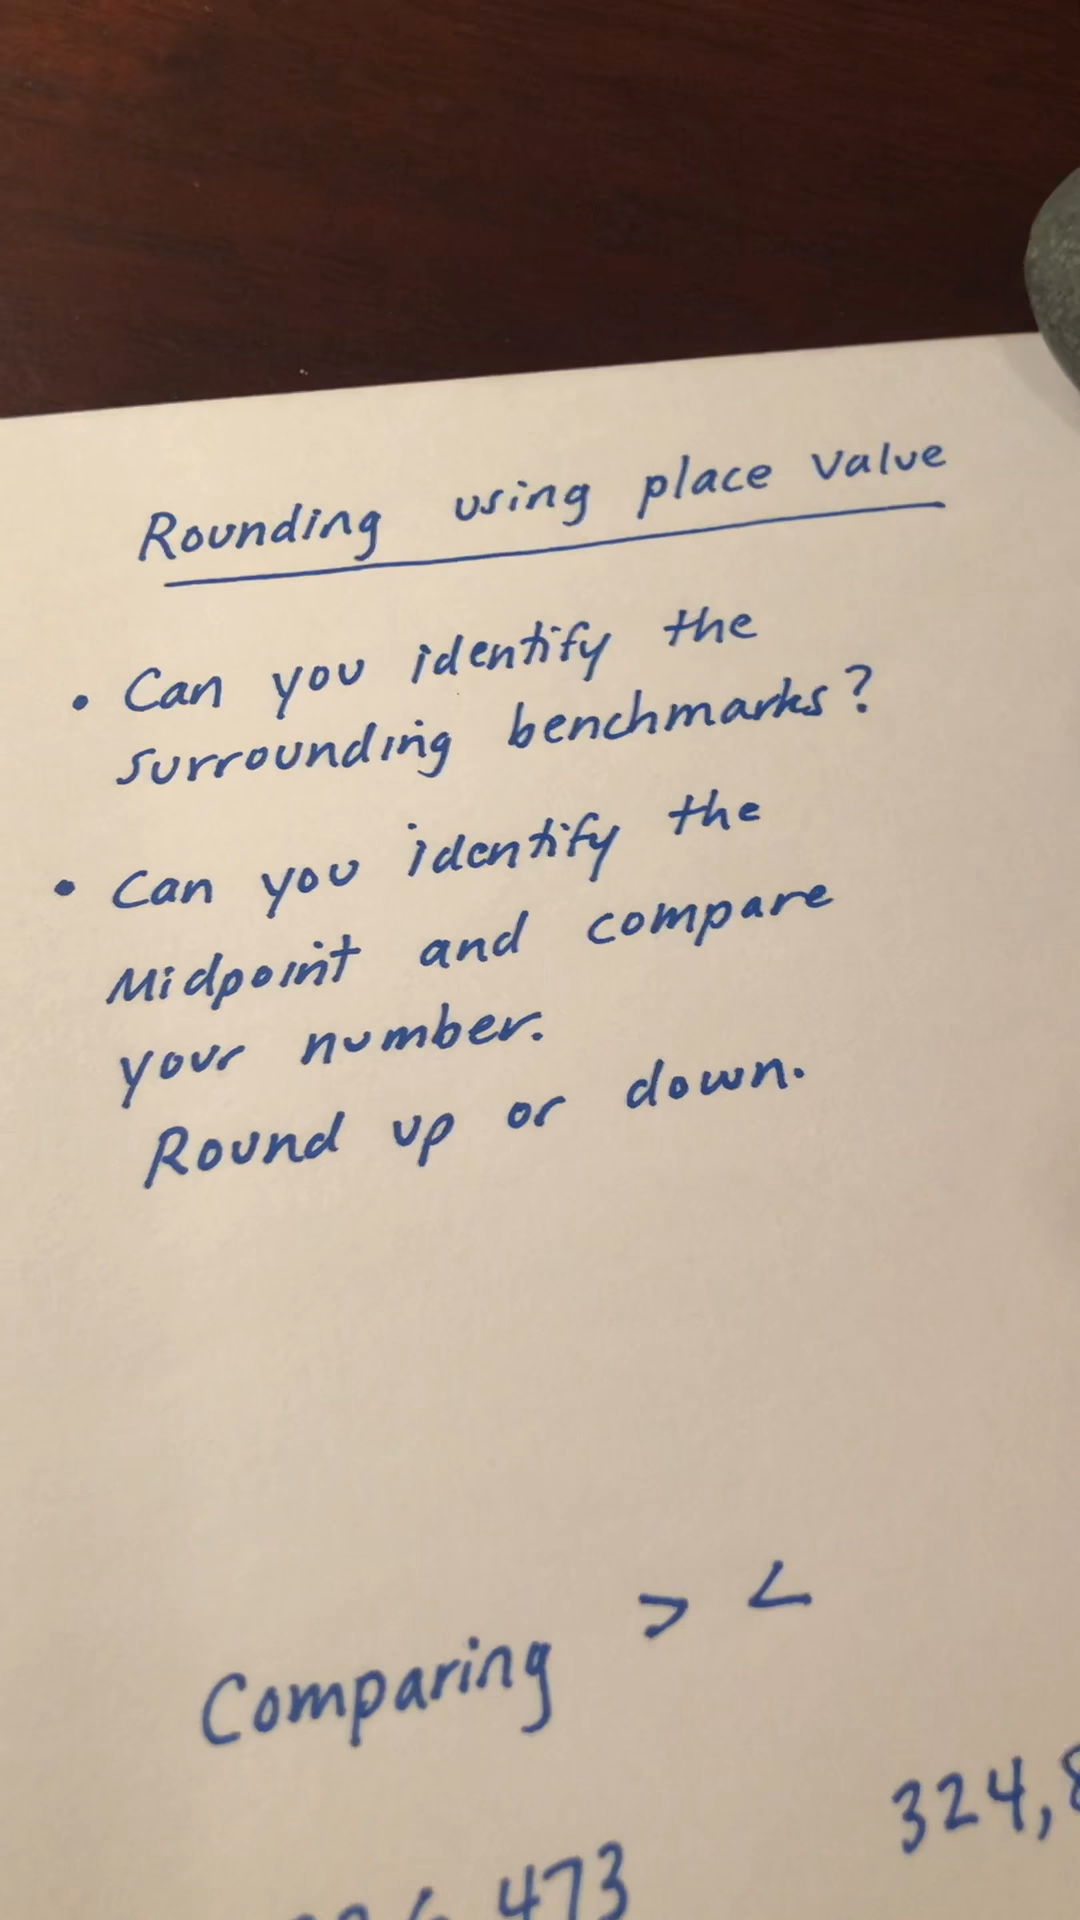 Rounding using place value
• Can you identify the
surrounding benchmarks?
• Can you identify the
Midpoint and compare
your number.
Round up or down.
Comparing > <
324,8
473